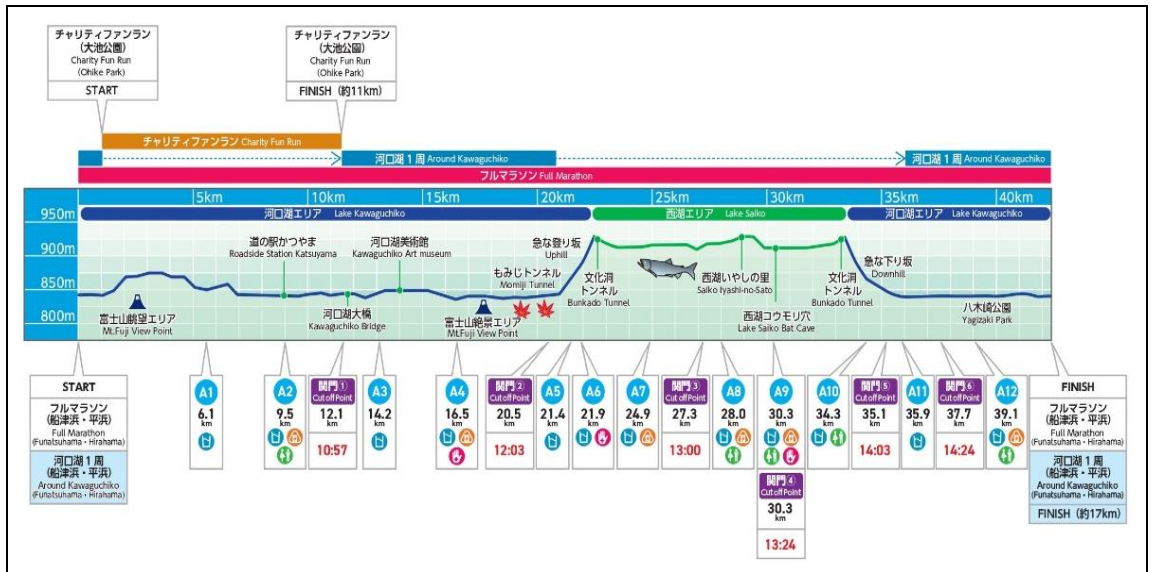 チャリティファンラン
(大池公園)
Charity Fun Run
(Ohike Park)
START
チャリティファンラン
(大池公園)
Charity Fun Run
(Ohike Park)
FINISH (約11km)
チャリティファンラン Charity Fun Run
河口湖1周 Around Kawaguchiko
河口湖1周 Around Kawaguchiko
フルマラソン Full Marathon
5km
10km
15km
20km
25km
30km
35km
40km
河口湖エリア Lake Kawaguchiko
西湖エリア Lake Saiko
河口湖エリア Lake Kawaguchiko
950m
900m
850m
800m
富士山眺望エリア
Mt.Fuji View Point
道の駅かつやま
Roadside Station Katsuyama
河口湖大橋
Kawaguchiko Bridge
河口湖美術館
Kawaguchiko Art museum
富士山絶景エリア
Mt.Fuji View Point
もみじトンネル
Momiji Tunnel
急な登り坂
Uphill
文化洞
トンネル
Bunkado Tunnel
西湖いやしの里
Saiko Iyashi-no-Sato
西湖コウモリ穴
Lake Saiko Bat Cave
文化洞
トンネル
Bunkado Tunnel
急な下り坂
Downhill
八木崎公園
Yagizaki Park
START
フルマラソン
(船津浜・平浜)
Full Marathon
(Funatsuhama・Hirahama)
河口湖1周
(船津浜・平浜)
Around Kawaguchiko
(Funatsuhama・Hirahama)
A1
6.1
km
A2
9.5
km
関門①
Cut off Point
12.1
km
10:57
A3
14.2
km
A4
16.5
km
関門②
Cut off Point
20.5
km
12:03
A5
21.4
km
A6
21.9
km
A7
24.9
km
関門③
Cut off Point
27.3
km
13:00
A8
28.0
km
A9
30.3
km
関門④
Cut off Point
30.3
km
13:24
A10
34.3
km
関門⑤
Cut off Point
35.1
km
14:03
A11
35.9
km
関門⑥
Cut off Point
37.7
km
14:24
A12
39.1
km
FINISH
フルマラソン
(船津浜・平浜)
Full Marathon
(Funatsuhama・Hirahama)
河口湖1周
(船津浜・平浜)
Around Kawaguchiko
(Funatsuhama・Hirahama)
FINISH (約17km)